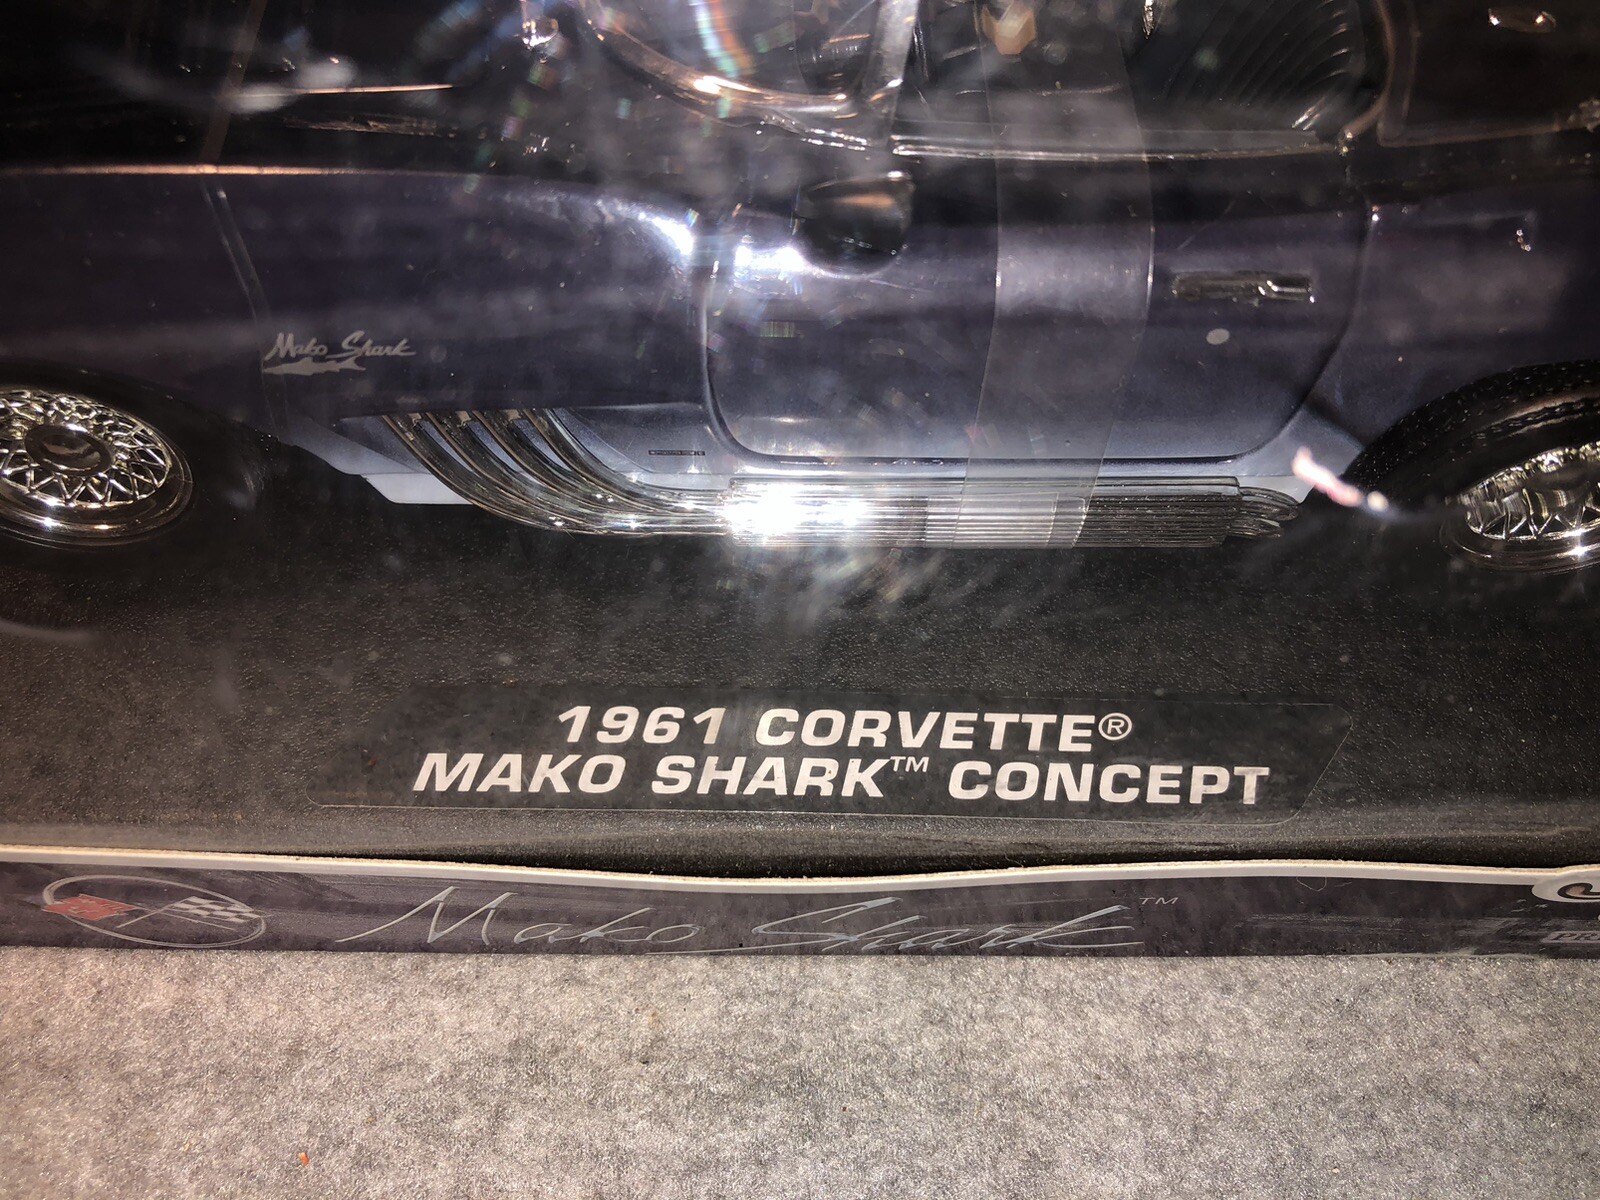 Mako Shark
1961 CORVETTE®
MAKO SHARK™ CONCEPT
Mako Shark™